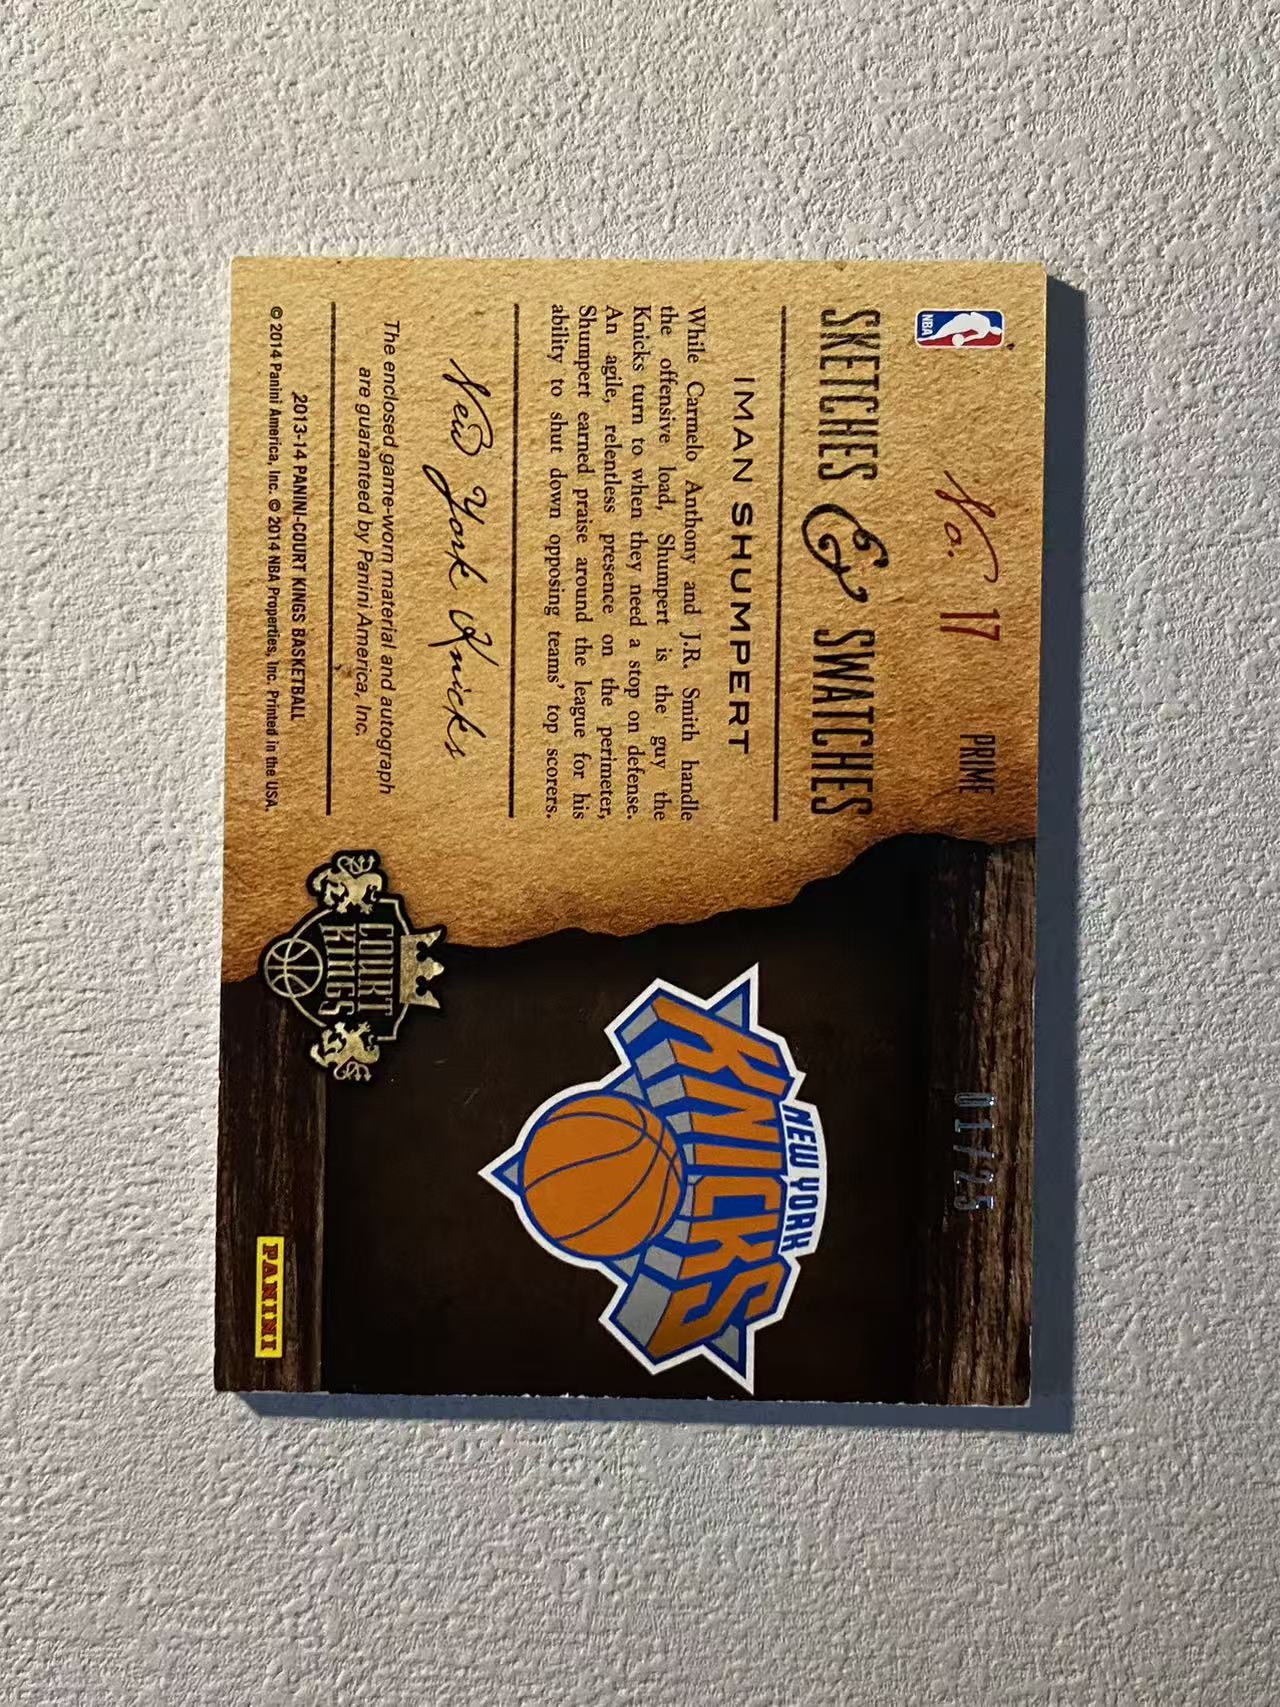 NBA
No. 17
PRIME
01/25
SKETCHES & SWATCHES
IMAN SHUMPERT
While Carmelo Anthony and J.R. Smith handle
the offensive load, Shumpert is the guy the
Knicks turn to when they need a stop on defense.
An agile, relentless presence on the perimeter,
Shumpert earned praise around the league for his
ability to shut down opposing teams' top scorers.
New York Knicks
The enclosed game-worn material and autograph
are guaranteed by Panini America, Inc.
2013-14 PANINI-COURT KINGS BASKETBALL
© 2014 Panini America, Inc. © 2014 NBA Properties, Inc. Printed in the USA.
NEW YORK
KNICKS
COURT
KINGS
PANINI